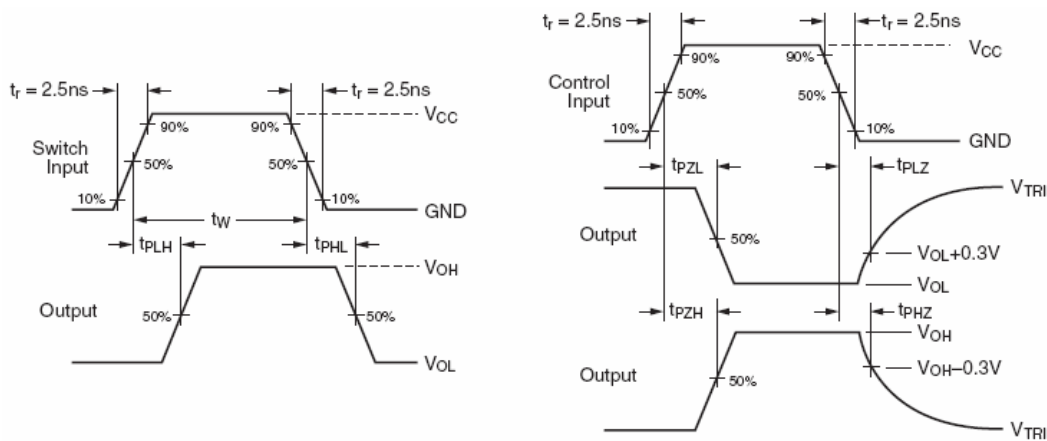 tr = 2.5ns
tr = 2.5ns
VCC
90%
90%
Switch
Input
50%
50%
10%
10%
GND
tW
tPLH
tPHL
VOH
Output
50%
50%
VOL
tr = 2.5ns
tr = 2.5ns
VCC
90%
90%
Control
Input
50%
50%
10%
10%
GND
tPZL
tPLZ
VTRI
Output
50%
VOL+0.3V
VOL
tPZH
tPHZ
VOH
Output
50%
VOH–0.3V
VTRI